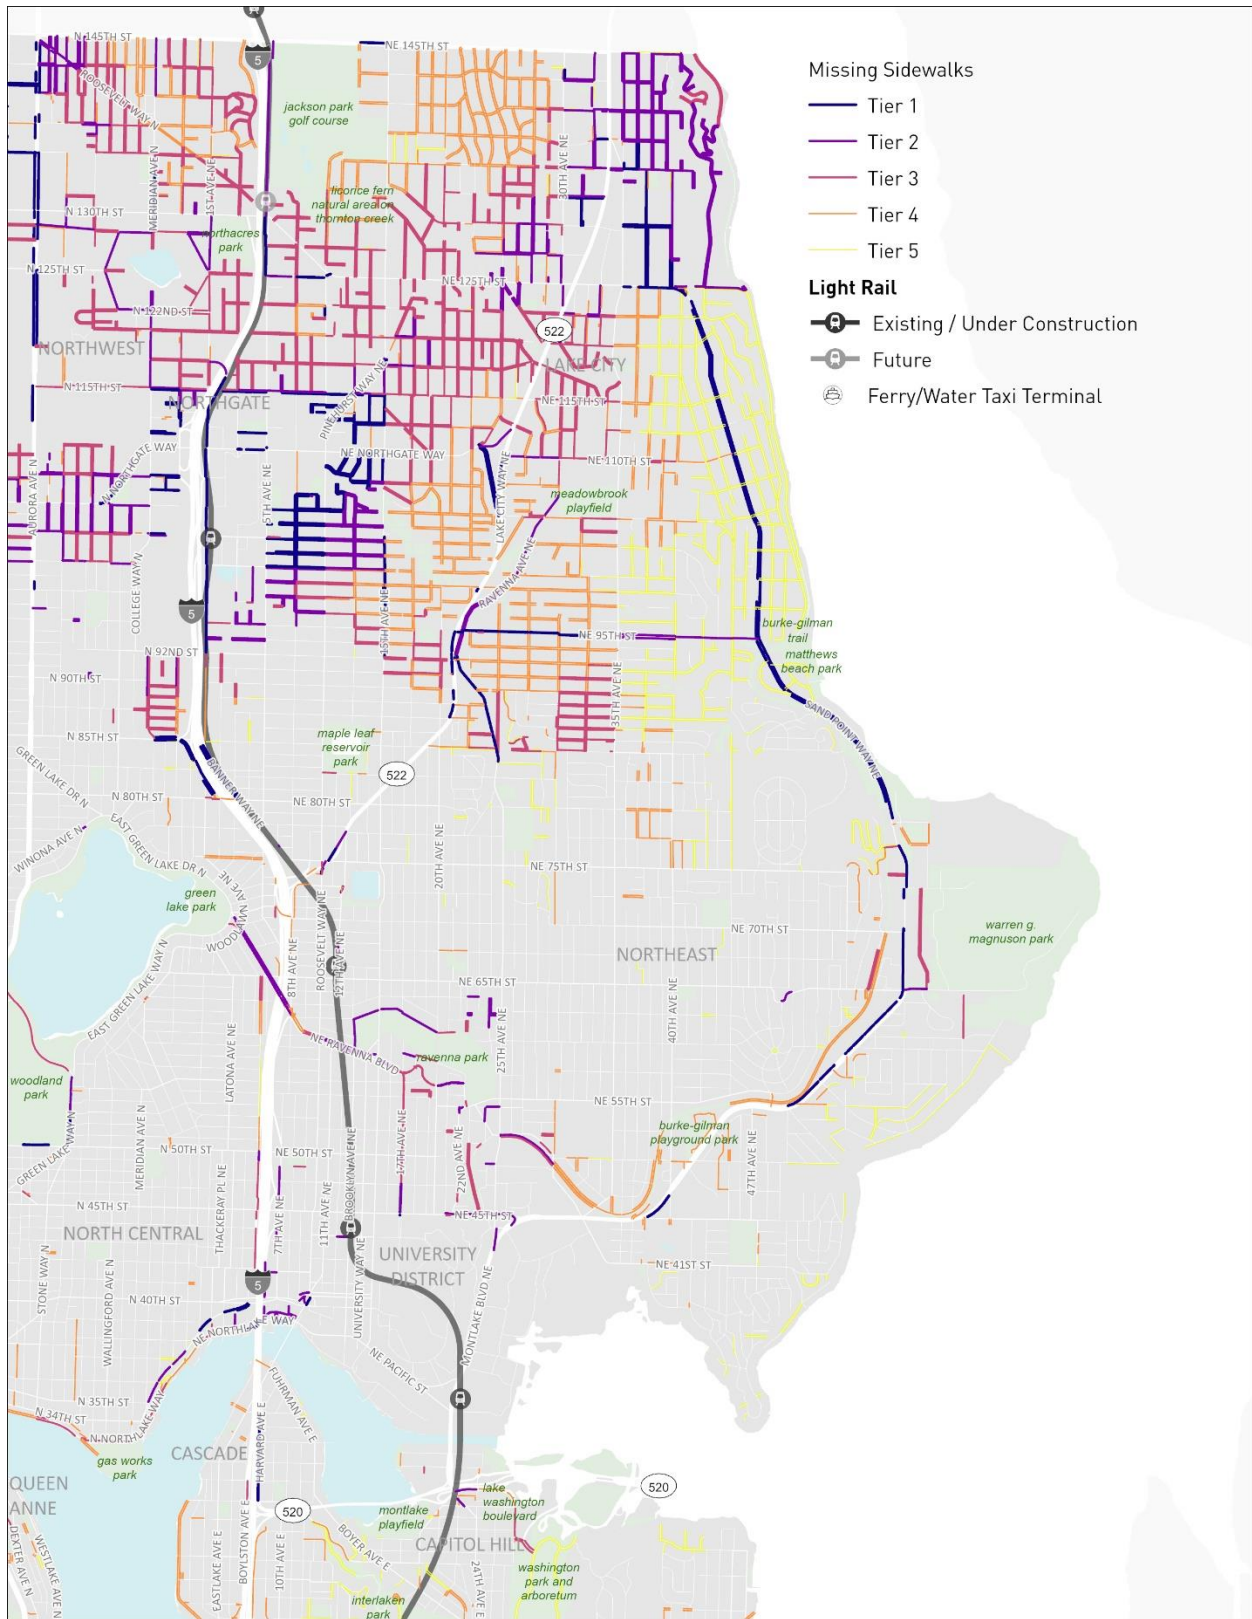 N 145TH ST
5
NE 145TH ST
ROOSEVELT WAY N
jackson park
golf course
Missing Sidewalks
Tier 1
Tier 2
Tier 3
Tier 4
Tier 5
Light Rail
Existing / Under Construction
Future
Ferry/Water Taxi Terminal
MERIDIAN AVE N
1ST AVE NE
30TH AVE NE
licorice fern
natural area on
thornton creek
N 130TH ST
northacres
park
N 125TH ST
NE 125TH ST
N 122ND ST
522
NORTHWEST
LAKE CITY
N 115TH ST
NORTHGATE
PINEHURST WAY NE
NE 115TH ST
N NORTHGATE WAY
NE NORTHGATE WAY
NE 110TH ST
AURORA AVE N
5TH AVE NE
LAKE CITY WAY NE
meadowbrook
playfield
COLLEGE WAY N
5
RAVENNA AVE NE
15TH AVE NE
NE 95TH ST
burke-gilman
trail
matthews
beach park
N 92ND ST
N 90TH ST
35TH AVE NE
SAND POINT WAY NE
N 85TH ST
maple leaf
reservoir
park
522
GREEN LAKE DR N
BANNER WAY NE
N 80TH ST
NE 80TH ST
WINONA AVE N
EAST GREEN LAKE DR N
20TH AVE NE
NE 75TH ST
green
lake park
WOODLAWN AVE NE
8TH AVE NE
ROOSEVELT WAY NE
12TH AVE NE
NORTHEAST
NE 70TH ST
warren g.
magnuson park
EAST GREEN LAKE WAY N
NE 65TH ST
25TH AVE NE
40TH AVE NE
LATONA AVE NE
NE RAVENNA BLVD
ravenna park
woodland
park
NE 55TH ST
GREEN LAKE WAY N
MERIDIAN AVE N
N 50TH ST
NE 50TH ST
17TH AVE NE
22ND AVE NE
burke-gilman
playground park
47TH AVE NE
BROOKLYN AVE NE
THACKERAY PL NE
7TH AVE NE
11TH AVE NE
N 45TH ST
NE 45TH ST
NORTH CENTRAL
UNIVERSITY
DISTRICT
UNIVERSITY WAY NE
NE 41ST ST
STONE WAY N
WALLINGFORD AVE N
5
N 40TH ST
NE NORTHLAKE WAY
MONTLAKE BLVD NE
NE PACIFIC ST
FUHRMAN AVE E
N 35TH ST
N 34TH ST
N NORTHLAKE WAY
gas works
park
CASCADE
HARVARD AVE E
QUEEN
ANNE
520
520
montlake
playfield
lake
washington
boulevard
BOYER AVE E
CAPITOL HILL
DEXTER AVE N
WESTLAKE AVE N
EASTLAKE AVE E
BOYLSTON AVE E
10TH AVE E
24TH AVE E
washington
park and
arboretum
interlaken
park